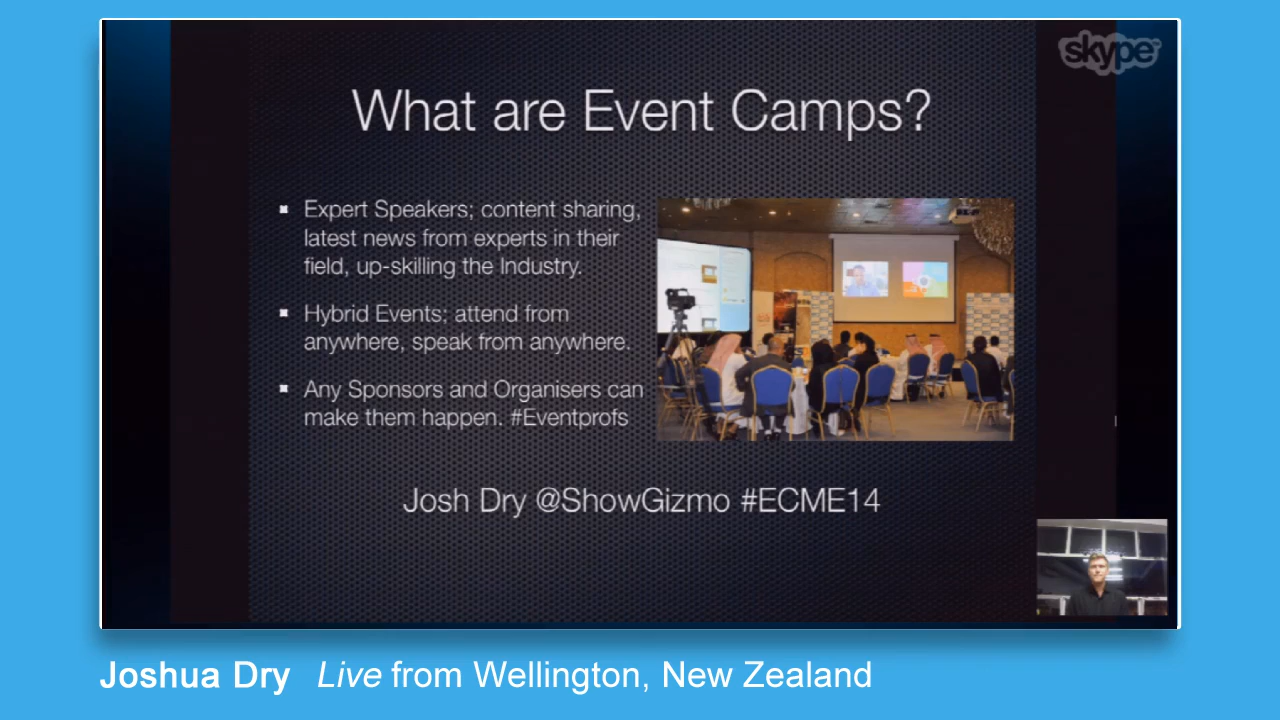 skype
What are Event Camps?
Expert Speakers; content sharing,
latest news from experts in their
field, up-skilling the Industry.
Hybrid Events; attend from
anywhere, speak from anywhere.
Any Sponsors and Organisers can
make them happen. #Eventprofs
Josh Dry @ShowGizmo #ECME14
Joshua Dry Live from Wellington, New Zealand